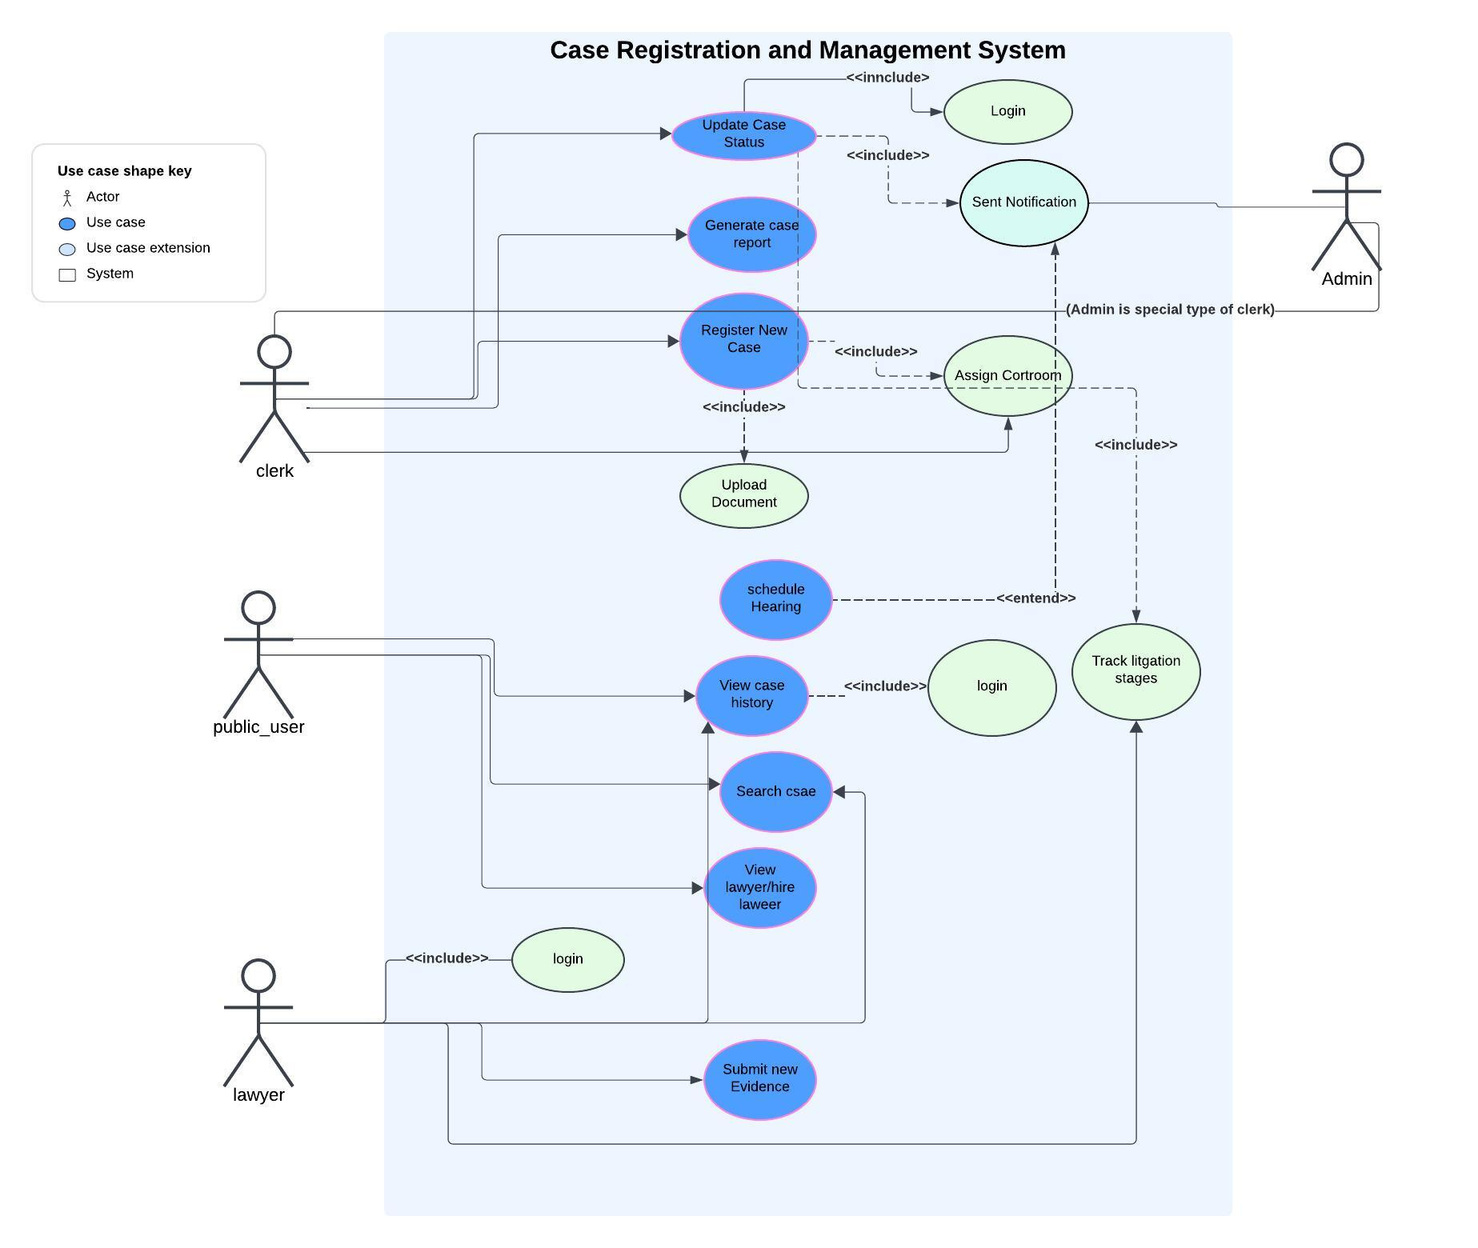 Case Registration and Management System
<<innclude>
Login
Update Case
Status
<<include>>
Use case shape key
Actor
Use case
Use case extension
System
Sent Notification
Generate case
report
Admin
(Admin is special type of clerk)
Register New
Case
<<include>>
Assign Cortroom
<<include>>
<<include>>
clerk
Upload
Document
schedule
Hearing
<<entend>>
Track litgation
stages
View case
history
<<include>>
login
public_user
Search csae
View
lawyer/hire
laweer
<<include>>
login
Submit new
Evidence
lawyer